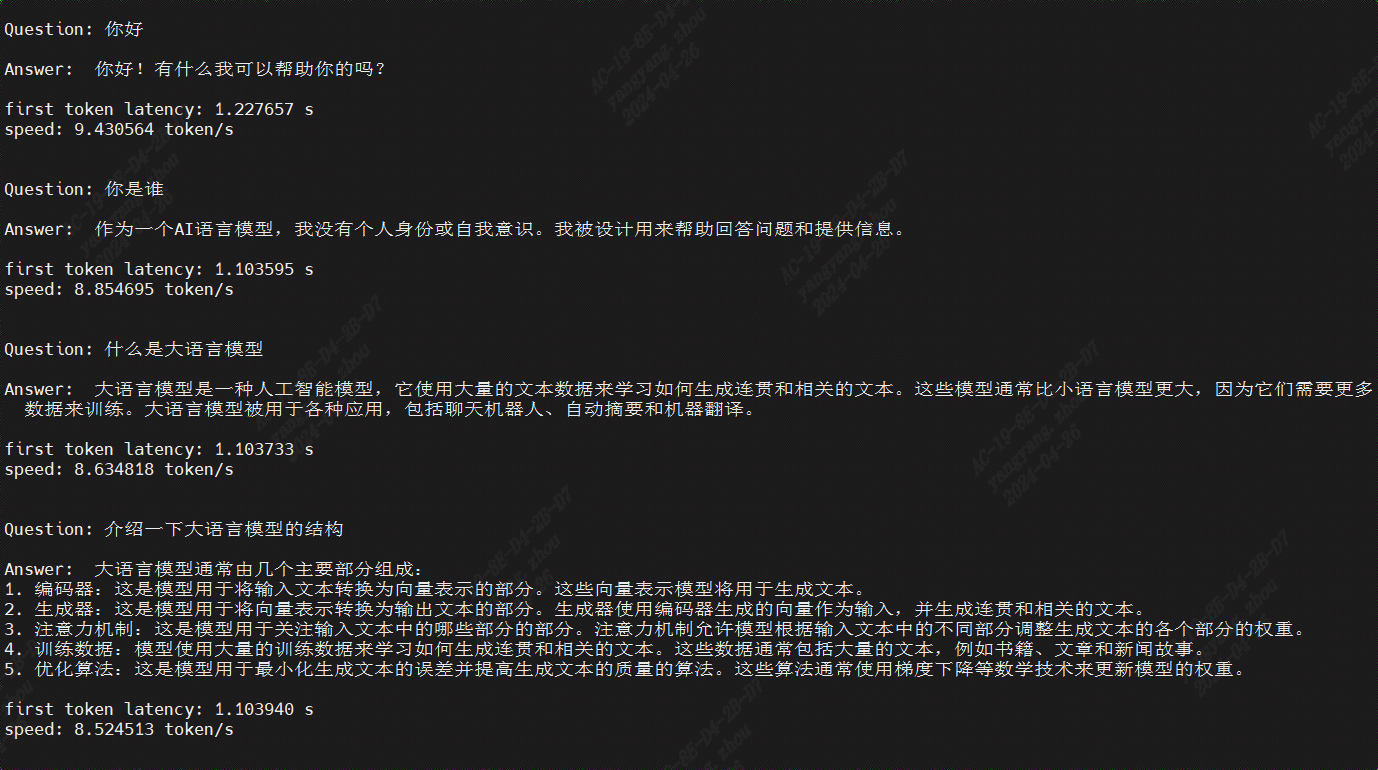 Question: 你好
Answer:  你好！有什么我可以帮助你的吗？
first token latency: 1.227657 s
speed: 9.430564 token/s
Question: 你是谁
Answer:  作为一个AI语言模型，我没有个人身份或自我意识。我被设计用来帮助回答问题和提供信息。
first token latency: 1.103595 s
speed: 8.854695 token/s
Question: 什么是大语言模型
Answer:  大语言模型是一种人工智能模型，它使用大量的文本数据来学习如何生成连贯和相关的文本。这些模型通常比小语言模型更大，因为它们需要更多
数据来训练。大语言模型被用于各种应用，包括聊天机器人、自动摘要和机器翻译。
first token latency: 1.103733 s
speed: 8.634818 token/s
Question: 介绍一下大语言模型的结构
Answer:  大语言模型通常由几个主要部分组成：
1. 编码器：这是模型用于将输入文本转换为向量表示的部分。这些向量表示模型将用于生成文本。
2. 生成器：这是模型用于将向量表示转换为输出文本的部分。生成器使用编码器生成的向量作为输入，并生成连贯和相关的文本。
3. 注意力机制：这是模型用于关注输入文本中的哪些部分的部分。注意力机制允许模型根据输入文本中的不同部分调整生成文本的各个部分的权重。
4. 训练数据：模型使用大量的训练数据来学习如何生成连贯和相关的文本。这些数据通常包括大量的文本，例如书籍、文章和新闻故事。
5. 优化算法：这是模型用于最小化生成文本的误差并提高生成文本的质量的算法。这些算法通常使用梯度下降等数学技术来更新模型的权重。
first token latency: 1.103940 s
speed: 8.524513 token/s
AC-19-8E-D4-2B-D7
yangyang.zhou
2024-04-26